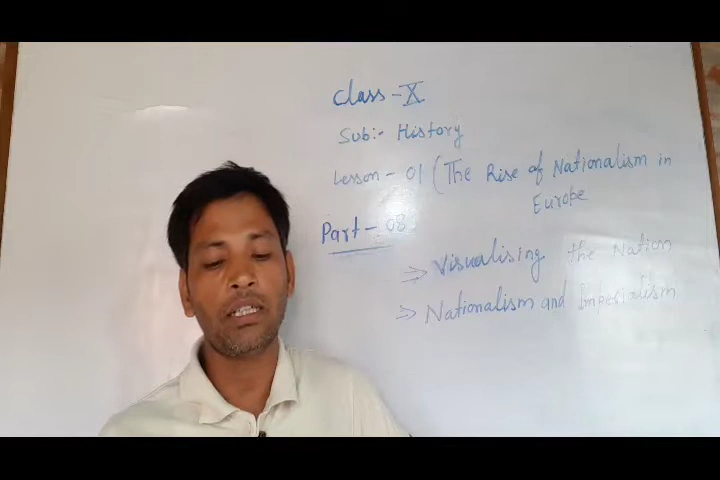 Class - X
Sub:- History
Lesson - 01 (The Rise of Nationalism in
Europe
Part - 08
⇒ Visualising the Nation
⇒ Nationalism and Imperialism